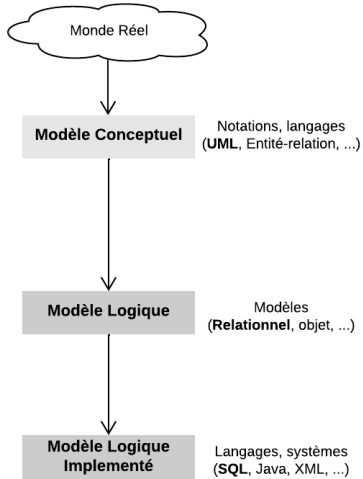 Monde Réel
Modèle Conceptuel
Notations, langages
(UML, Entité-relation, ...)
Modèle Logique
Modèles
(Relationnel, objet, ...)
Modèle Logique
Implementé
Langages, systèmes
(SQL, Java, XML, ...)